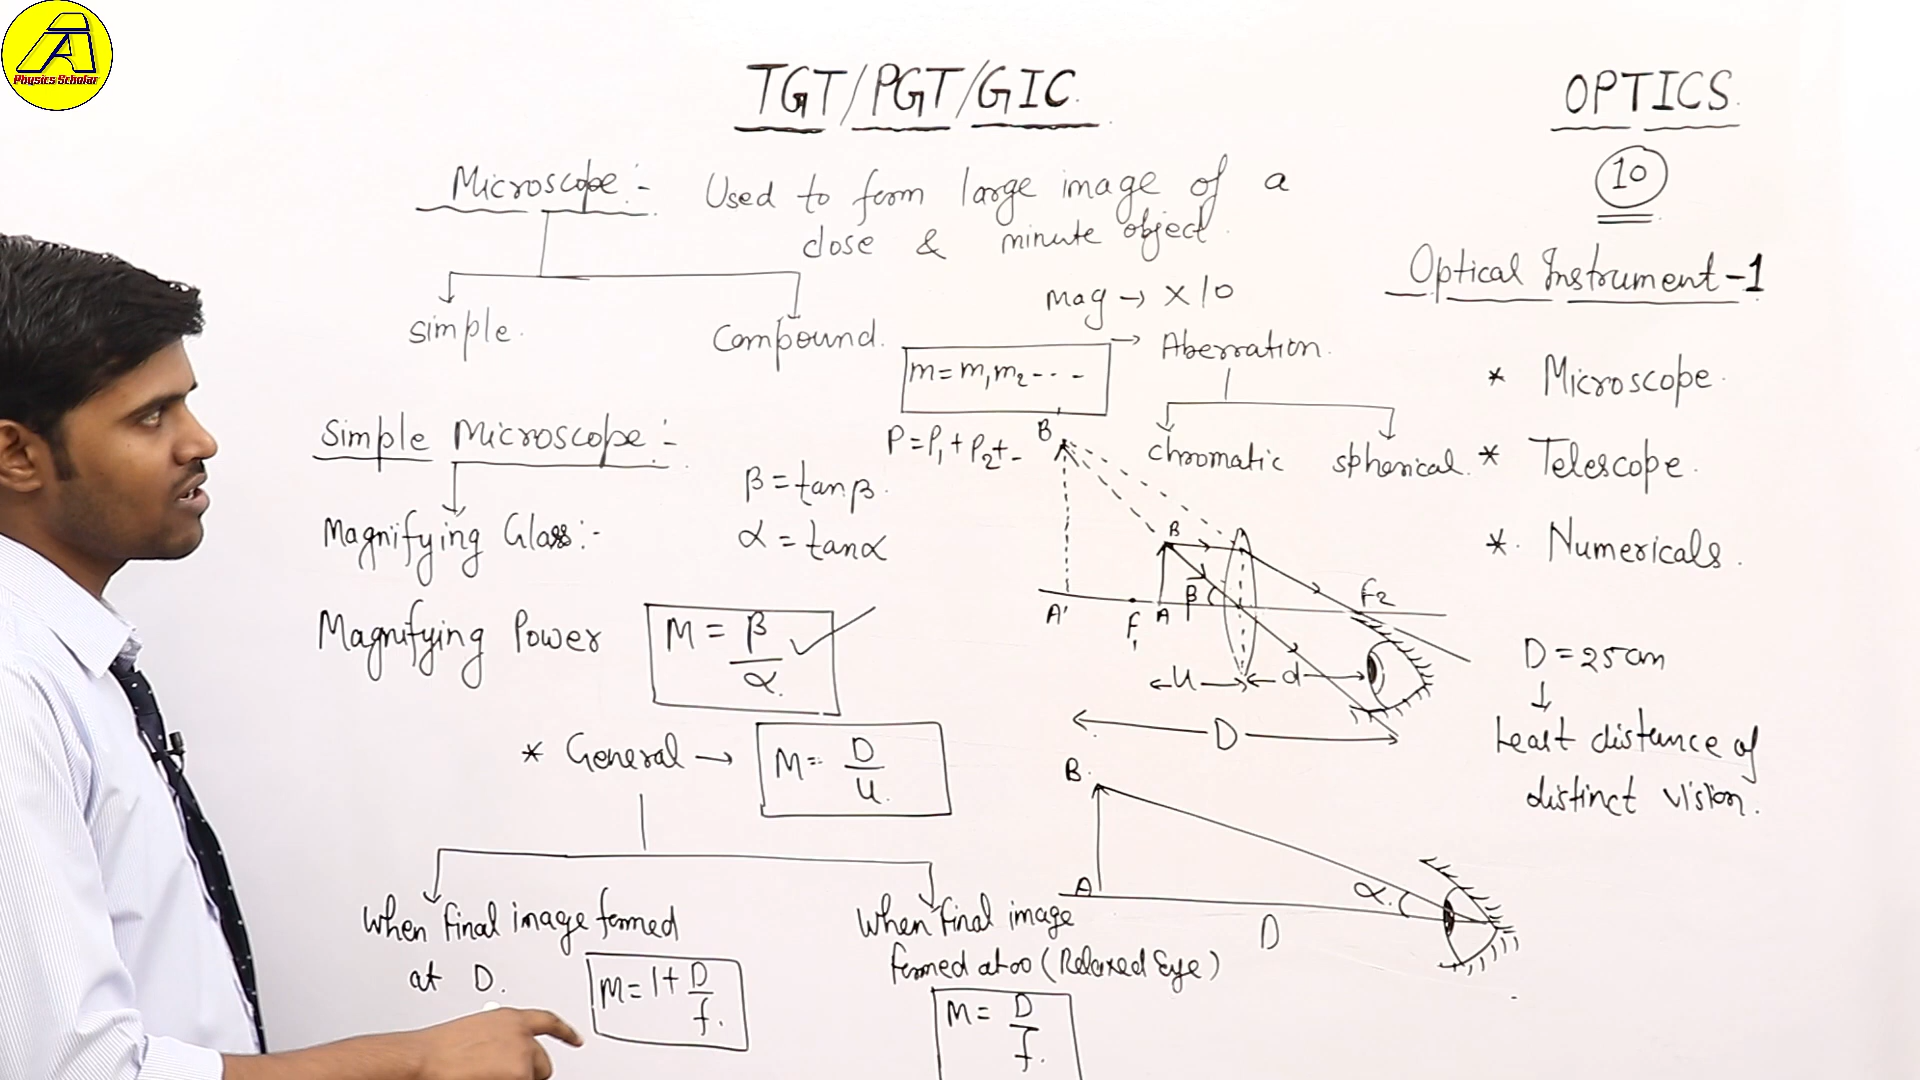 A
Physics Scholar
TGT/PGT/GIC.
OPTICS.
10
Optical Instrument-1
* Microscope.
* Telescope.
*. Numericals.
Microscope:- Used to form large image of a
close & minute object.
simple.
Compound.
Mag → X10
→ Aberration.
chromatic
spherical.
m = m1m2---
P = P1 + P2+-
Simple Microscope:-
Magnifying Glass:-
β = tanβ.
α = tanα
Magnifying Power
M = β/α.
* General → M = D/u.
When final image formed
at D.
M = 1 + D/f.
When final image
formed at ∞ (Relaxed Eye)
M = D/f.
B
B
A'
F1
A
β
F2
u
d
D
B.
A
α.
D
D = 25cm
↓
Least distance of
distinct vision.